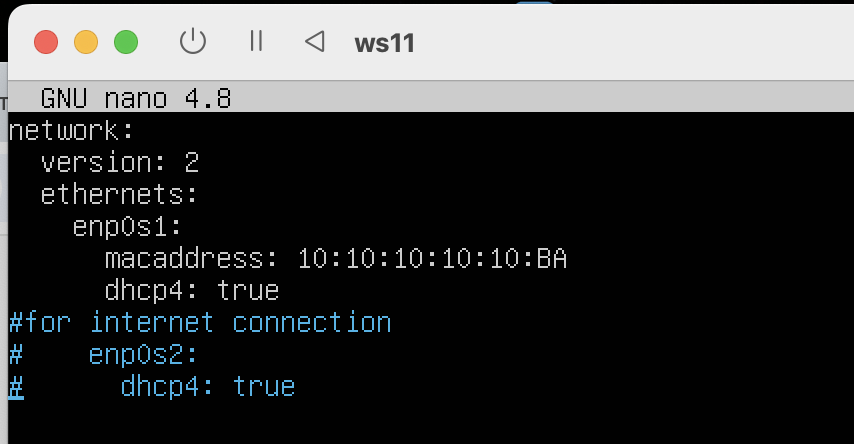 ws11
GNU nano 4.8
network:
  version: 2
  ethernets:
    enp0s1:
      macaddress: 10:10:10:10:10:BA
      dhcp4: true
#for internet connection
#    enp0s2:
#      dhcp4: true